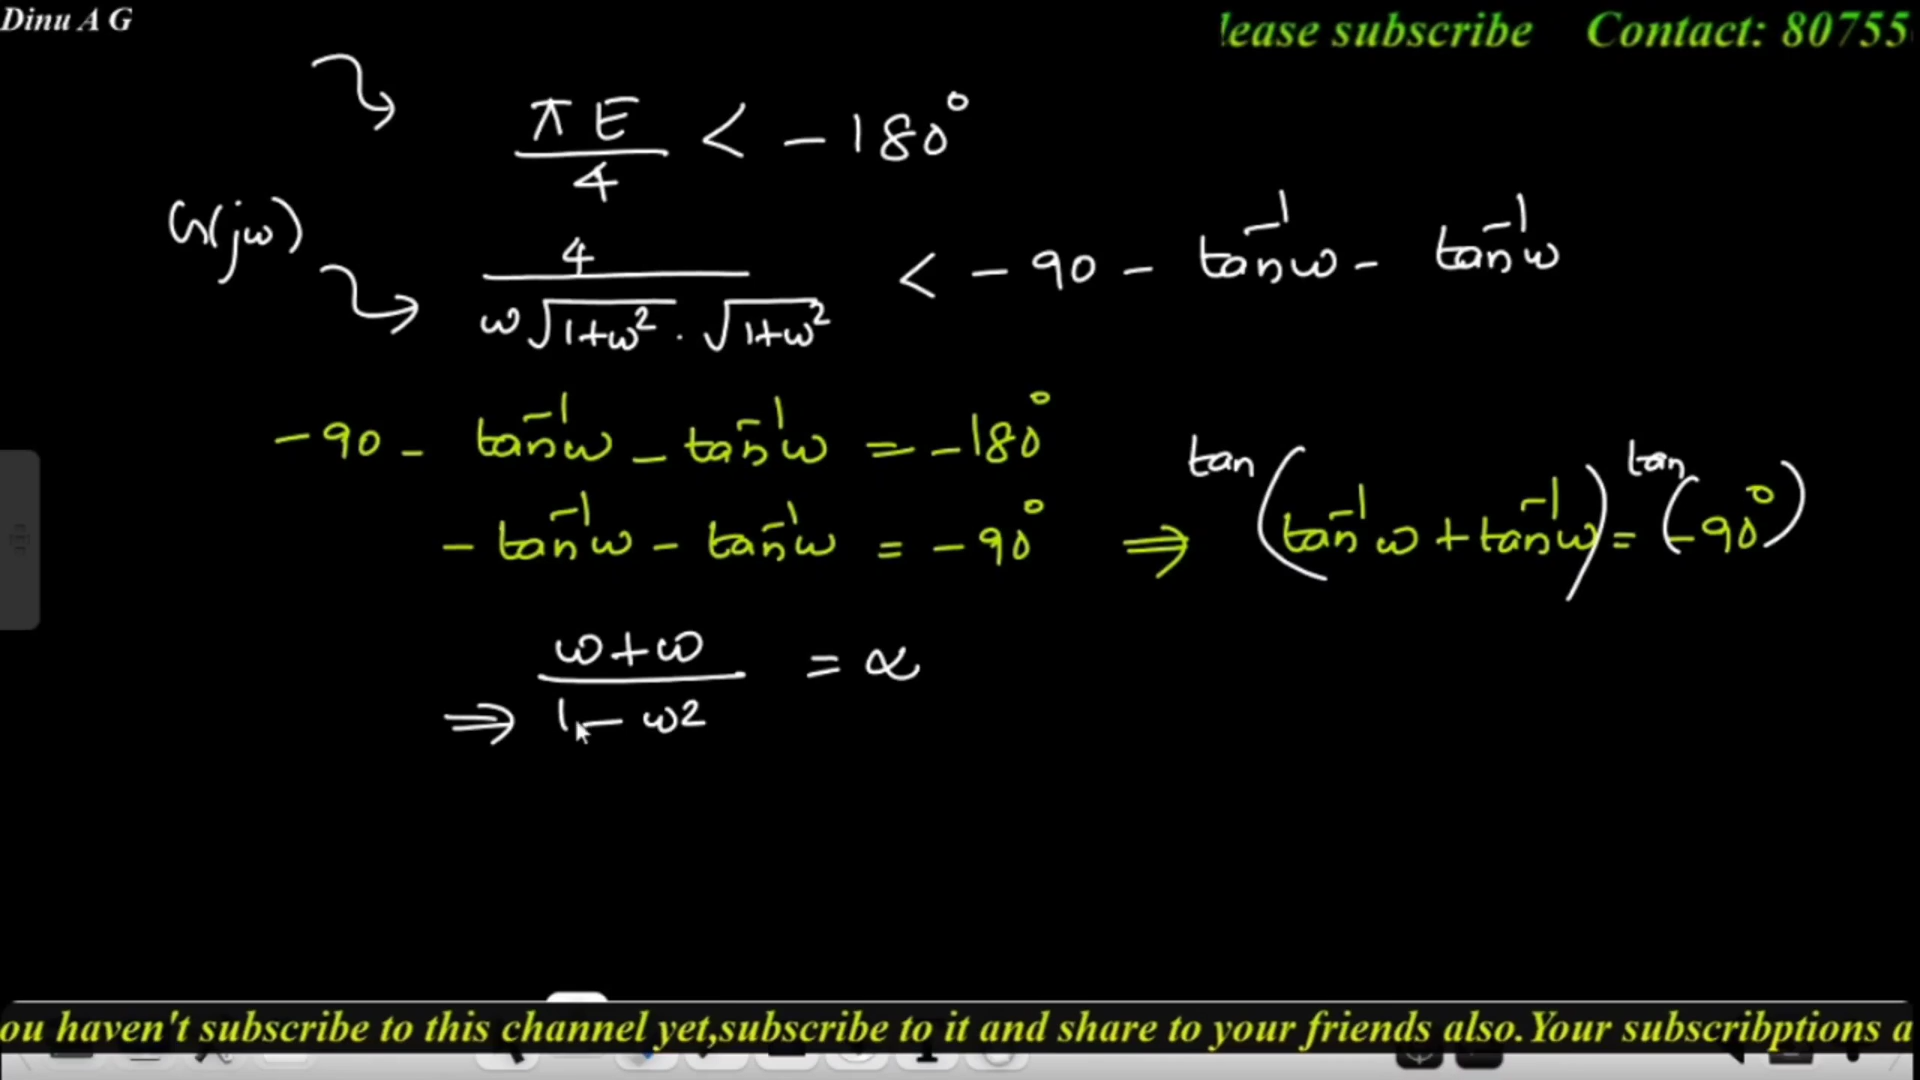 Dinu A G
lease subscribe Contact: 80755
πE/4 < -180°
G(jω)
4/(ω√(1+ω²) · √(1+ω²)) < -90 - tan⁻¹ω - tan⁻¹ω
-90 - tan⁻¹ω - tan⁻¹ω = -180°
-tan⁻¹ω - tan⁻¹ω = -90° ⇒ tan(tan⁻¹ω + tan⁻¹ω) = tan(-90°)
⇒ (ω+ω)/(1-ω²) = ∝
ou haven't subscribe to this channel yet,subscribe to it and share to your friends also.Your subscribptions a